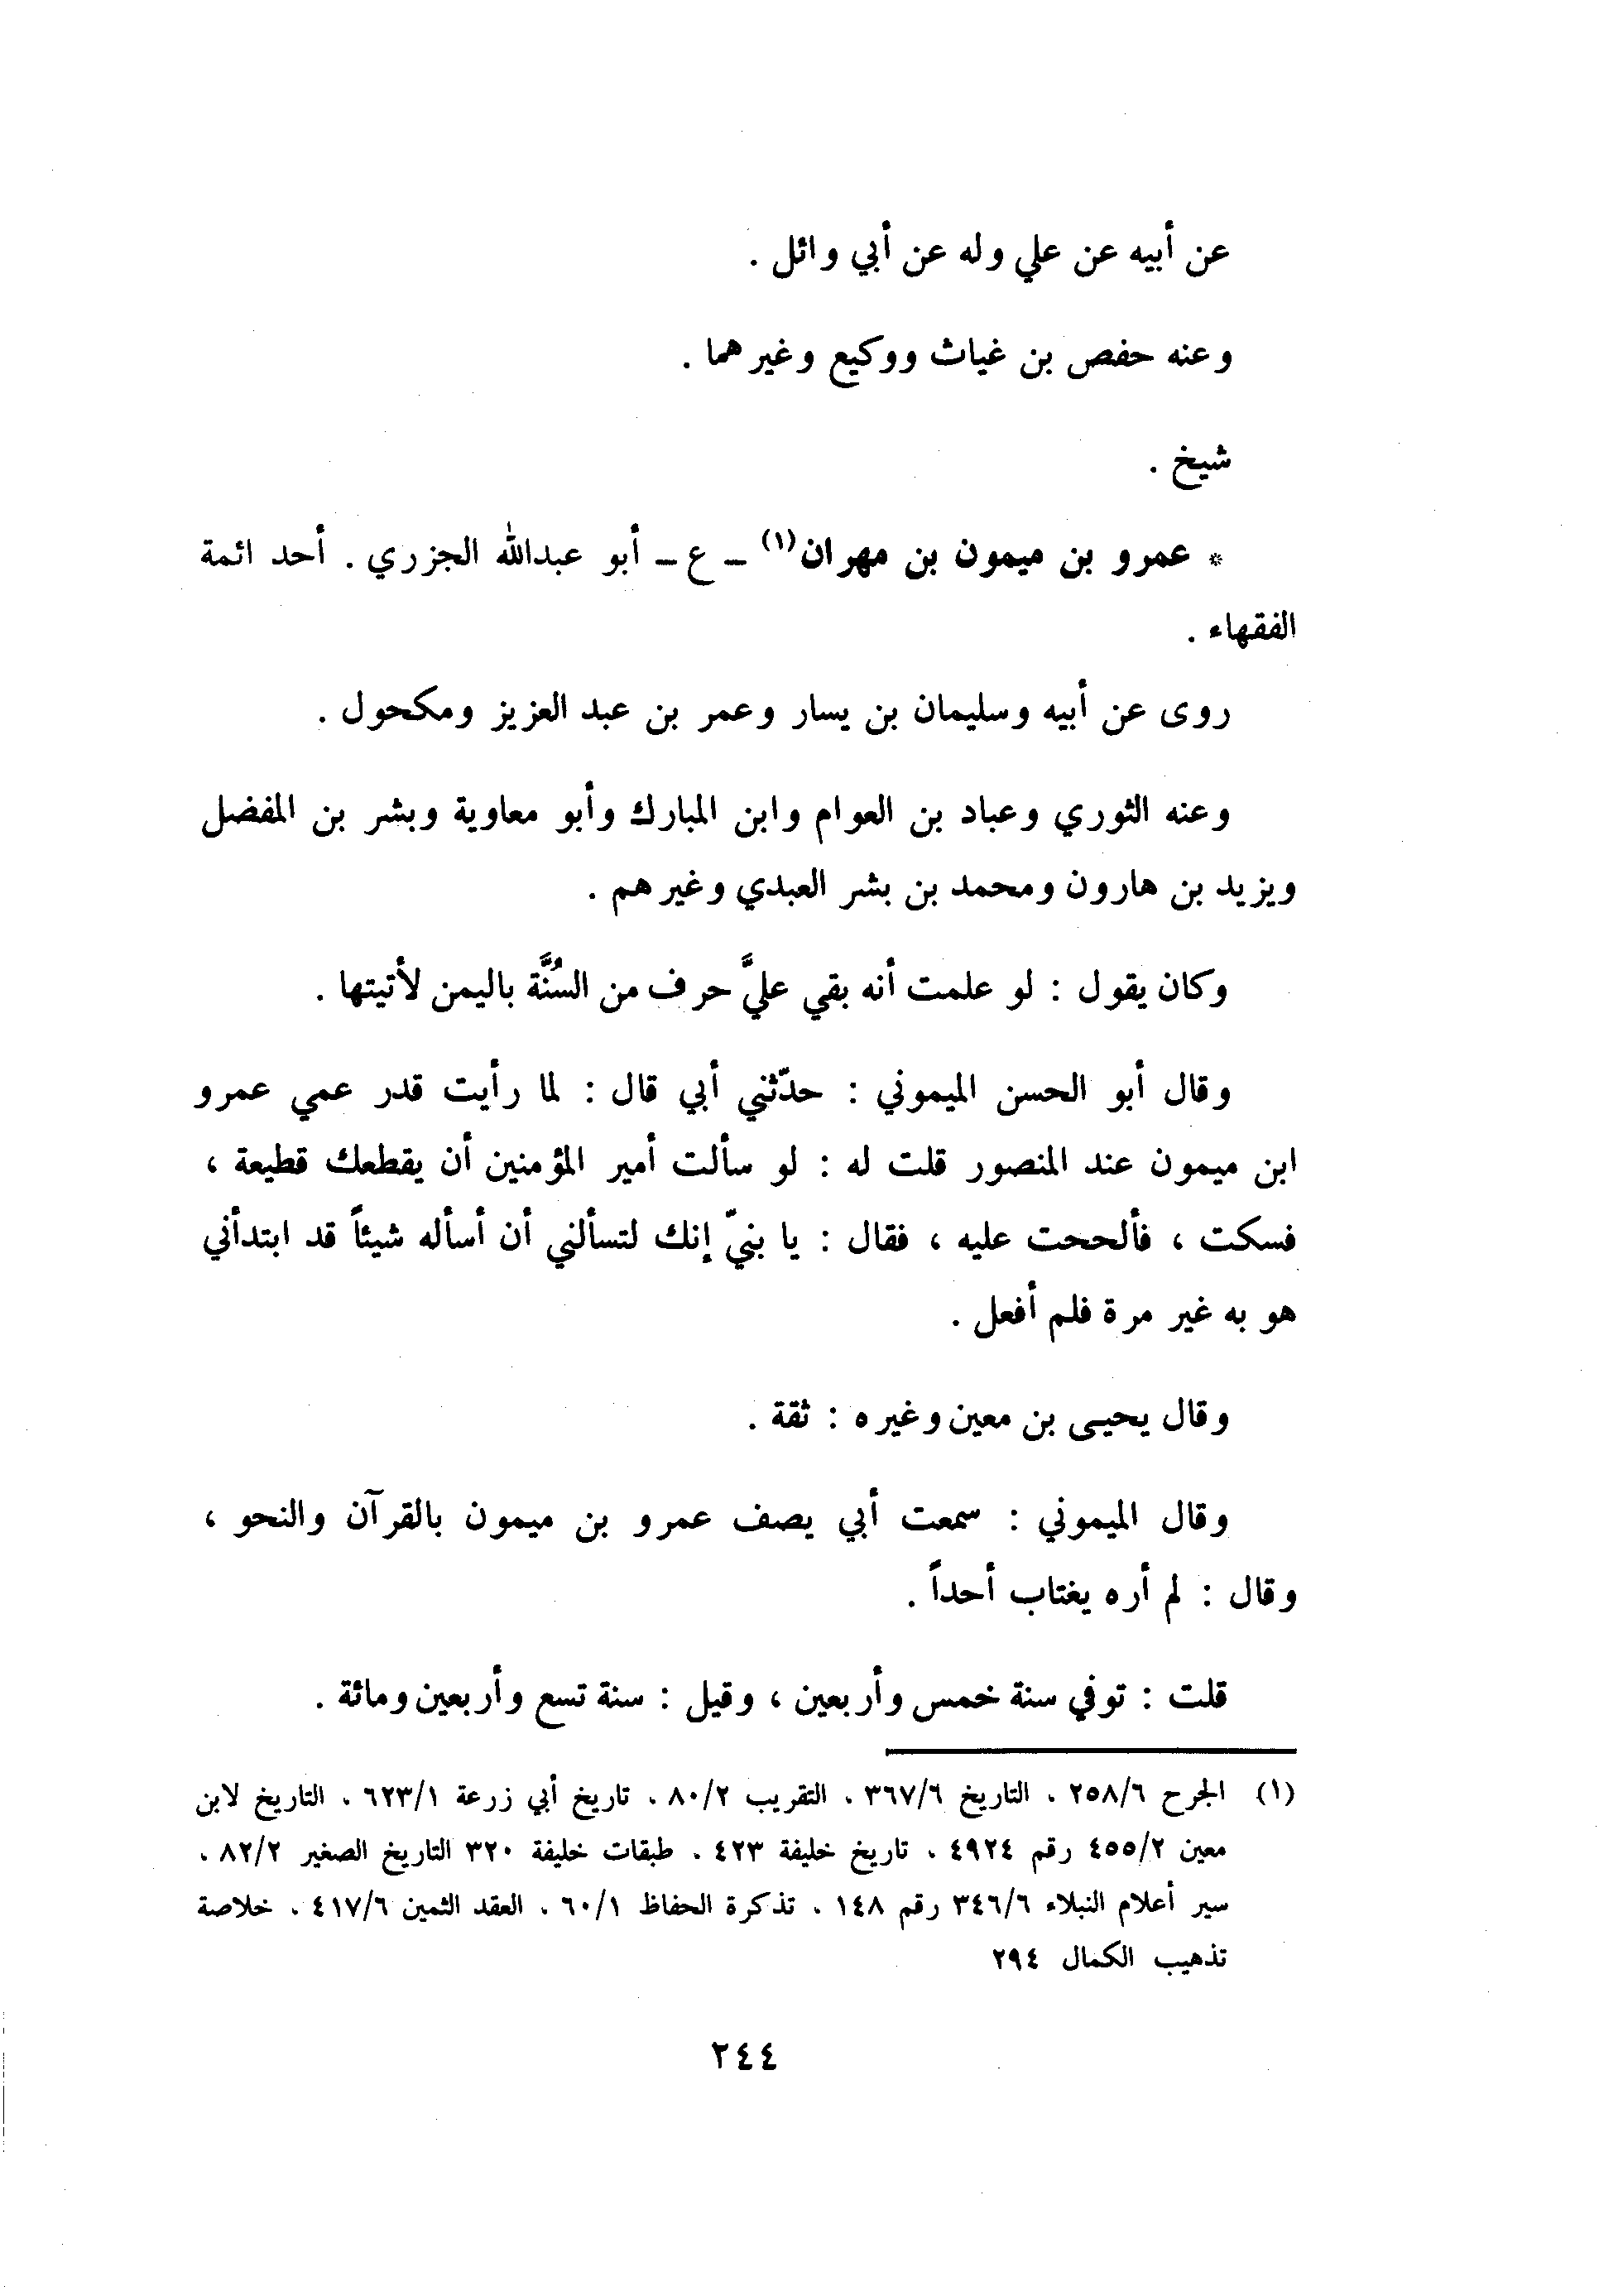 عن أبيه عن علي وله عن أبي وائل .
وعنه حفص بن غياث ووكيع وغيرهما .
شيخ .
* عمرو بن ميمون بن مهران(١) ــ ع ــ أبو عبدالله الجزري . أحد ائمة
الفقهاء .
روى عن أبيه وسليمان بن يسار وعمر بن عبد العزيز ومكحول .
وعنه الثوري وعباد بن العوام وابن المبارك وأبو معاوية وبشر بن المفضل
ويزيد بن هارون ومحمد بن بشر العبدي وغيرهم .
وكان يقول : لو علمت أنه بقي عليَّ حرف من السُنَّة باليمن لأتيتها .
وقال أبو الحسن الميموني : حدّثني أبي قال : لما رأيت قدر عمي عمرو
ابن ميمون عند المنصور قلت له : لو سألت أمير المؤمنين أن يقطعك قطيعة ،
فسكت ، فألححت عليه ، فقال : يا بنيّ إنك لتسألني أن أسأله شيئاً قد ابتدأني
هو به غير مرة فلم أفعل .
وقال يحيـى بن معين وغيره : ثقة .
وقال الميموني : سمعت أبي يصف عمرو بن ميمون بالقرآن والنحو ،
وقال : لم أره يغتاب أحداً .
قلت : توفي سنة خمس وأربعين ، وقيل : سنة تسع وأربعين ومائة .
(١) الجرح ٢٥٨/٦ ، التاريخ ٣٦٧/٦ ، التقريب ٨٠/٢ ، تاريخ أبي زرعة ٦٢٣/١ ، التاريخ لابن
معين ٤٥٥/٢ رقم ٤٩٢٤ ، تاريخ خليفة ٤٢٣ ، طبقات خليفة ٣٢٠ التاريخ الصغير ٨٢/٢ ،
سير أعلام النبلاء ٣٤٦/٦ رقم ١٤٨ ، تذكرة الحفاظ ٦٠/١ ، العقد الثمين ٤١٧/٦ ، خلاصة
تذهيب الكمال ٢٩٤
٢٤٤